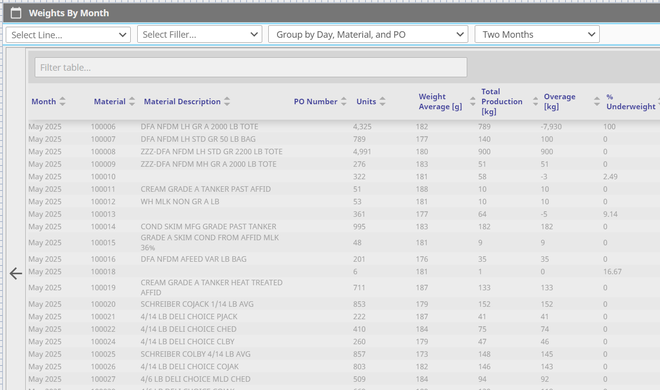 Weights By Month
Select Line... Select Filler... Group by Day, Material, and PO Two Months
Filter table...
Month Material Material Description PO Number Units Weight Average [g] Total Production [kg] Overage [kg] % Underweight
May 2025 100006 DFA NFDM LH GR A 2000 LB TOTE 4,325 182 789 -7,930 100
May 2025 100007 DFA NFDM LH STD GR 50 LB BAG 789 177 140 100 0
May 2025 100008 ZZZ-DFA NFDM LH STD GR 2200 LB TOTE 4,991 180 900 900 0
May 2025 100009 ZZZ-DFA NFDM MH GR A 2000 LB TOTE 276 183 51 51 0
May 2025 100010 322 181 58 -3 2.49
May 2025 100011 CREAM GRADE A TANKER PAST AFFID 51 188 10 10 0
May 2025 100012 WH MLK NON GR A LB 53 181 10 10 0
May 2025 100013 361 177 64 -5 9.14
May 2025 100014 COND SKIM MFG GRADE PAST TANKER 995 183 182 182 0
May 2025 100015 GRADE A SKIM COND FROM AFFID MLK 36% 48 181 9 9 0
May 2025 100016 DFA NFDM AFEED VAR LB BAG 201 176 35 35 0
May 2025 100018 6 181 1 0 16.67
May 2025 100019 CREAM GRADE A TANKER HEAT TREATED AFFID 711 187 133 133 0
May 2025 100020 SCHREIBER COJACK 1/14 LB AVG 853 179 152 152 0
May 2025 100021 4/14 LB DELI CHOICE PJACK 222 187 41 41 0
May 2025 100022 4/14 LB DELI CHOICE CHED 410 184 75 74 0
May 2025 100024 4/14 LB DELI CHOICE CLBY 260 179 47 46 0
May 2025 100025 SCHREIBER COLBY 4/14 LB AVG 857 173 148 145 0
May 2025 100026 4/14 LB DELI CHOICE COJAK 803 182 146 143 0
May 2025 100027 4/6 LB DELI CHOICE MLD CHED 509 184 94 92 0